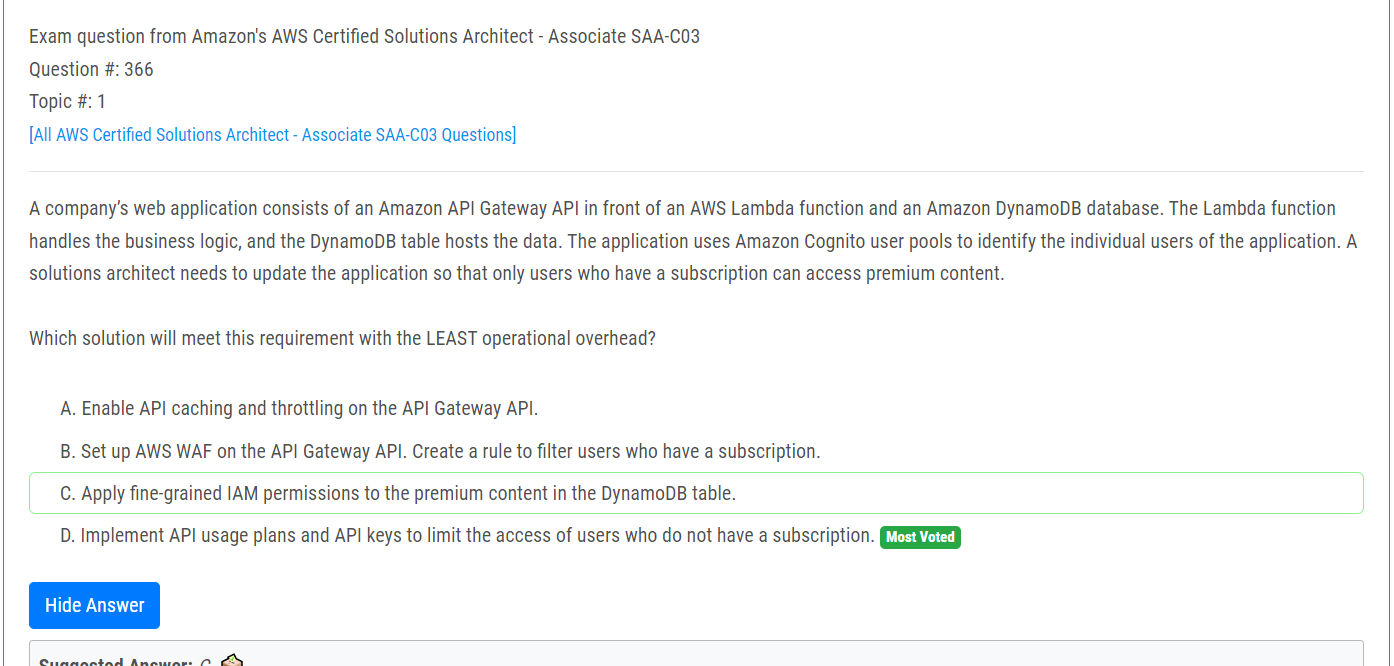 Exam question from Amazon's AWS Certified Solutions Architect - Associate SAA-C03
Question #: 366
Topic #: 1
[All AWS Certified Solutions Architect - Associate SAA-C03 Questions]
A company’s web application consists of an Amazon API Gateway API in front of an AWS Lambda function and an Amazon DynamoDB database. The Lambda function
handles the business logic, and the DynamoDB table hosts the data. The application uses Amazon Cognito user pools to identify the individual users of the application. A
solutions architect needs to update the application so that only users who have a subscription can access premium content.
Which solution will meet this requirement with the LEAST operational overhead?
A. Enable API caching and throttling on the API Gateway API.
B. Set up AWS WAF on the API Gateway API. Create a rule to filter users who have a subscription.
C. Apply fine-grained IAM permissions to the premium content in the DynamoDB table.
D. Implement API usage plans and API keys to limit the access of users who do not have a subscription. Most Voted
Hide Answer
Suggested Answer: C